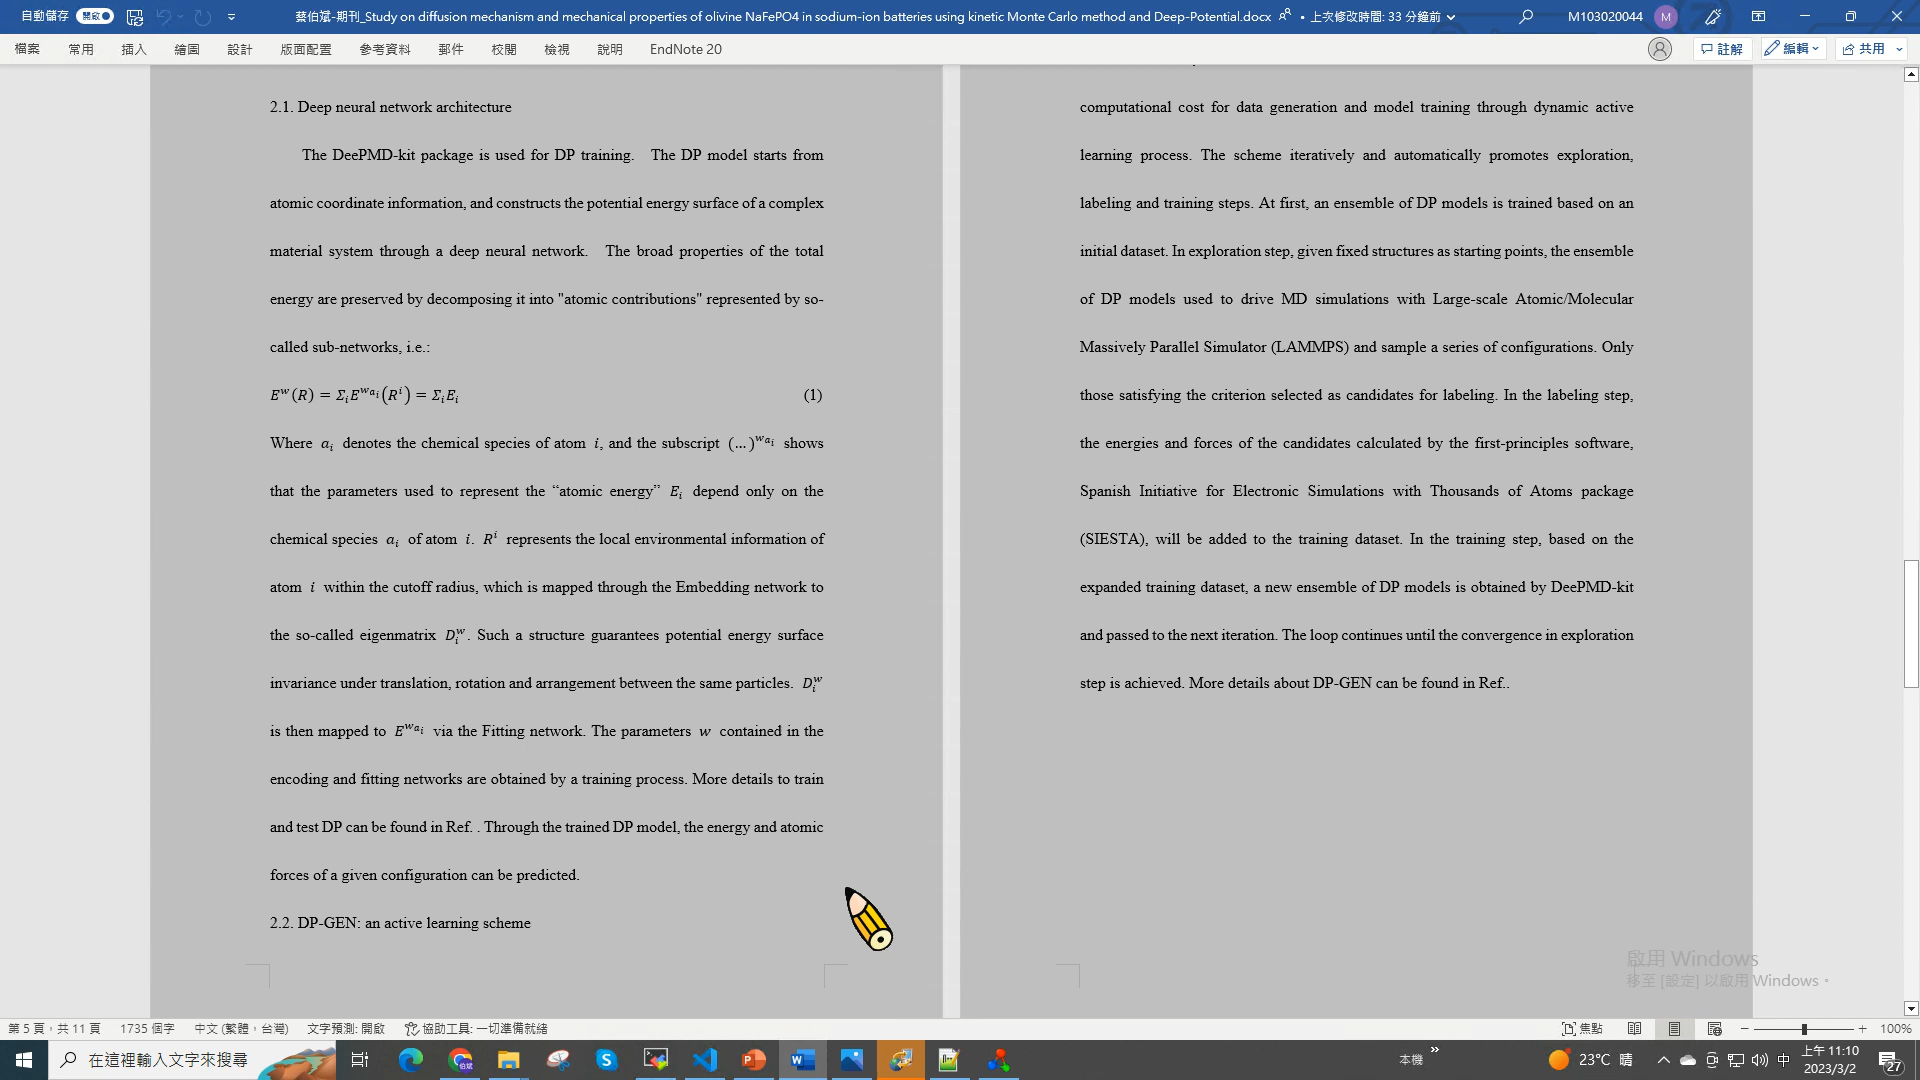 自動儲存 開啟
蔡伯斌-期刊_Study on diffusion mechanism and mechanical properties of olivine NaFePO4 in sodium-ion batteries using kinetic Monte Carlo method and Deep-Potential.docx • 上次修改時間: 33 分鐘前
M103020044 M
檔案 常用 插入 繪圖 設計 版面配置 參考資料 郵件 校閱 檢視 說明 EndNote 20
註解 編輯 共用
2.1. Deep neural network architecture
The DeePMD-kit package is used for DP training. The DP model starts from
atomic coordinate information, and constructs the potential energy surface of a complex
material system through a deep neural network. The broad properties of the total
energy are preserved by decomposing it into "atomic contributions" represented by so-
called sub-networks, i.e.:
E^w(R) = Σ_i E^{w_{a_i}}(R^i) = Σ_i E_i (1)
Where a_i denotes the chemical species of atom i, and the subscript (…)^{w_{a_i}} shows
that the parameters used to represent the “atomic energy” E_i depend only on the
chemical species a_i of atom i. R^i represents the local environmental information of
atom i within the cutoff radius, which is mapped through the Embedding network to
the so-called eigenmatrix D_i^w. Such a structure guarantees potential energy surface
invariance under translation, rotation and arrangement between the same particles. D_i^w
is then mapped to E^{w_{a_i}} via the Fitting network. The parameters w contained in the
encoding and fitting networks are obtained by a training process. More details to train
and test DP can be found in Ref. . Through the trained DP model, the energy and atomic
forces of a given configuration can be predicted.
2.2. DP-GEN: an active learning scheme
computational cost for data generation and model training through dynamic active
learning process. The scheme iteratively and automatically promotes exploration,
labeling and training steps. At first, an ensemble of DP models is trained based on an
initial dataset. In exploration step, given fixed structures as starting points, the ensemble
of DP models used to drive MD simulations with Large-scale Atomic/Molecular
Massively Parallel Simulator (LAMMPS) and sample a series of configurations. Only
those satisfying the criterion selected as candidates for labeling. In the labeling step,
the energies and forces of the candidates calculated by the first-principles software,
Spanish Initiative for Electronic Simulations with Thousands of Atoms package
(SIESTA), will be added to the training dataset. In the training step, based on the
expanded training dataset, a new ensemble of DP models is obtained by DeePMD-kit
and passed to the next iteration. The loop continues until the convergence in exploration
step is achieved. More details about DP-GEN can be found in Ref..
啟用 Windows
移至 [設定] 以啟用 Windows。
第 5 頁，共 11 頁 1735 個字 中文 (繁體，台灣) 文字預測: 開啟 協助工具: 一切準備就緒
焦點 100%
在這裡輸入文字來搜尋
本機 23°C 晴 中
上午 11:10
2023/3/2
27